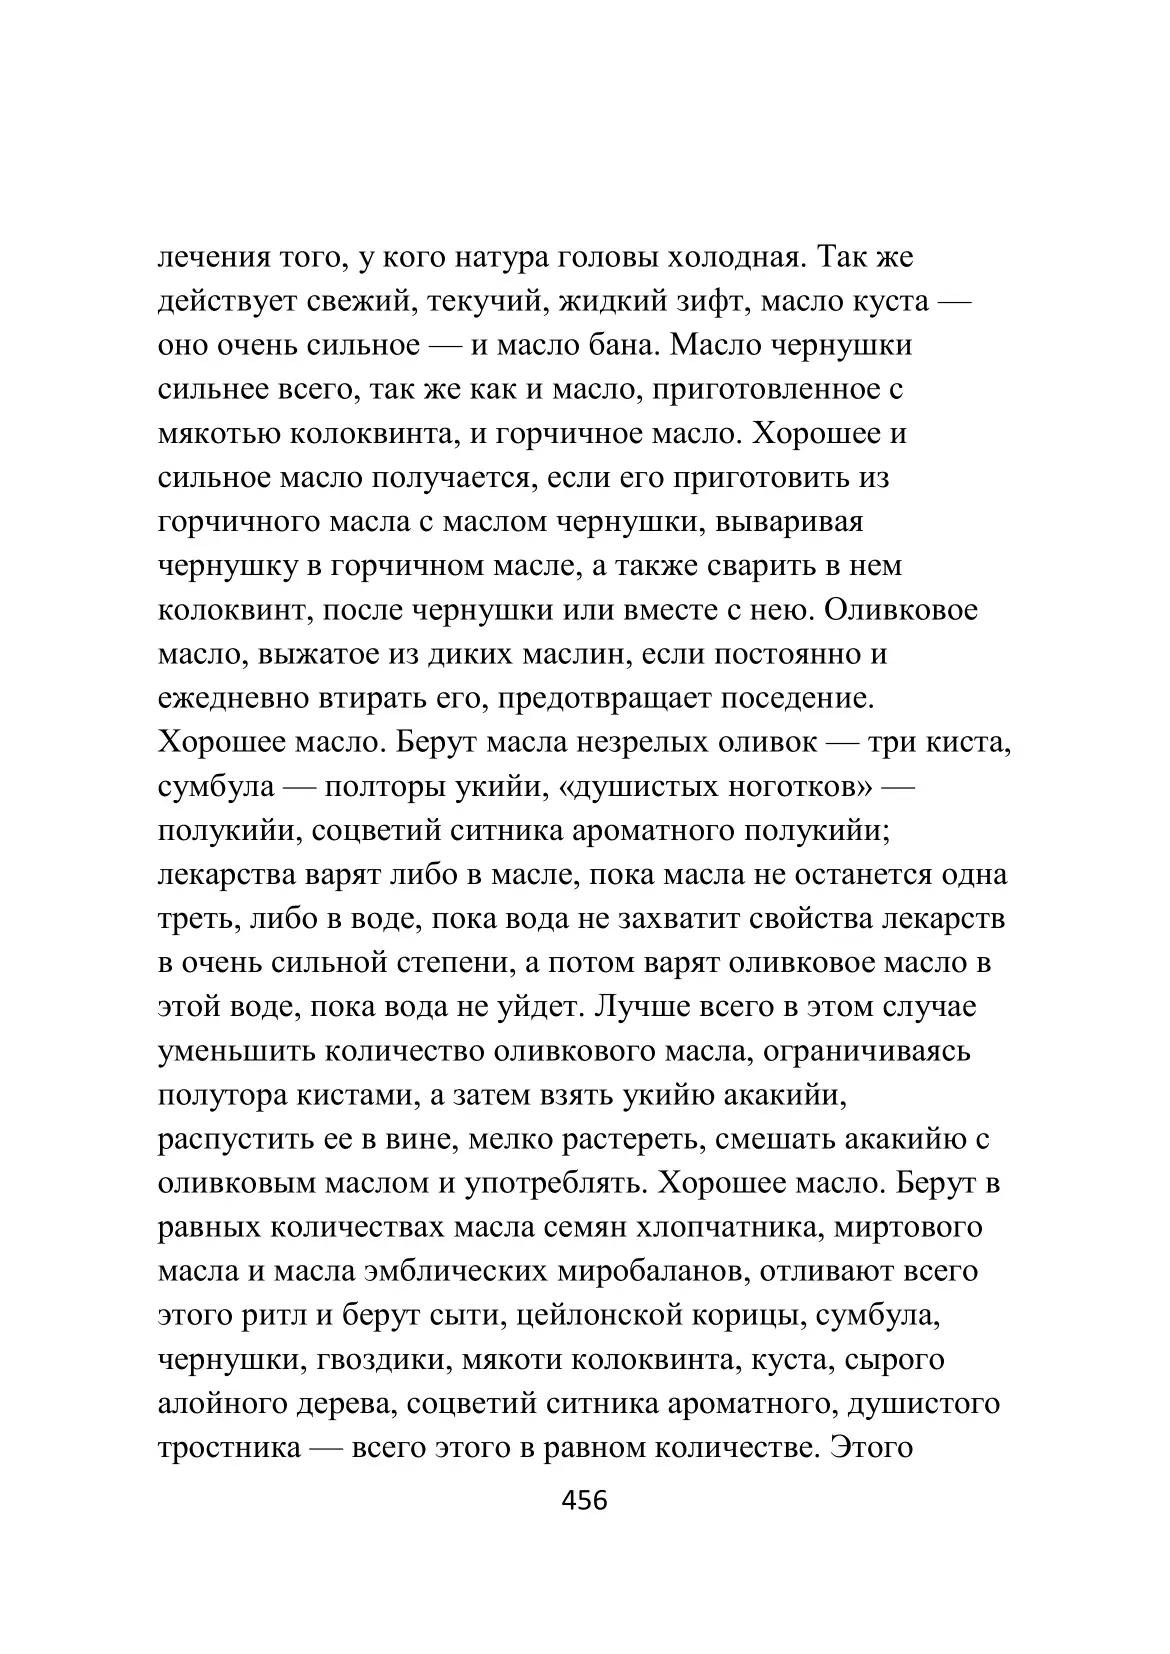 лечения того, у кого натура головы холодная. Так же
действует свежий, текучий, жидкий зифт, масло куста —
оно очень сильное — и масло бана. Масло чернушки
сильнее всего, так же как и масло, приготовленное с
мякотью колоквинта, и горчичное масло. Хорошее и
сильное масло получается, если его приготовить из
горчичного масла с маслом чернушки, вываривая
чернушку в горчичном масле, а также сварить в нем
колоквинт, после чернушки или вместе с нею. Оливковое
масло, выжатое из диких маслин, если постоянно и
ежедневно втирать его, предотвращает поседение.
Хорошее масло. Берут масла незрелых оливок — три киста,
сумбула — полторы укийи, «душистых ноготков» —
полукийи, соцветий ситника ароматного полукийи;
лекарства варят либо в масле, пока масла не останется одна
треть, либо в воде, пока вода не захватит свойства лекарств
в очень сильной степени, а потом варят оливковое масло в
этой воде, пока вода не уйдет. Лучше всего в этом случае
уменьшить количество оливкового масла, ограничиваясь
полутора кистами, а затем взять укийю акакийи,
распустить ее в вине, мелко растереть, смешать акакийю с
оливковым маслом и употреблять. Хорошее масло. Берут в
равных количествах масла семян хлопчатника, миртового
масла и масла эмблических миробаланов, отливают всего
этого ритл и берут сыти, цейлонской корицы, сумбула,
чернушки, гвоздики, мякоти колоквинта, куста, сырого
алойного дерева, соцветий ситника ароматного, душистого
тростника — всего этого в равном количестве. Этого
456